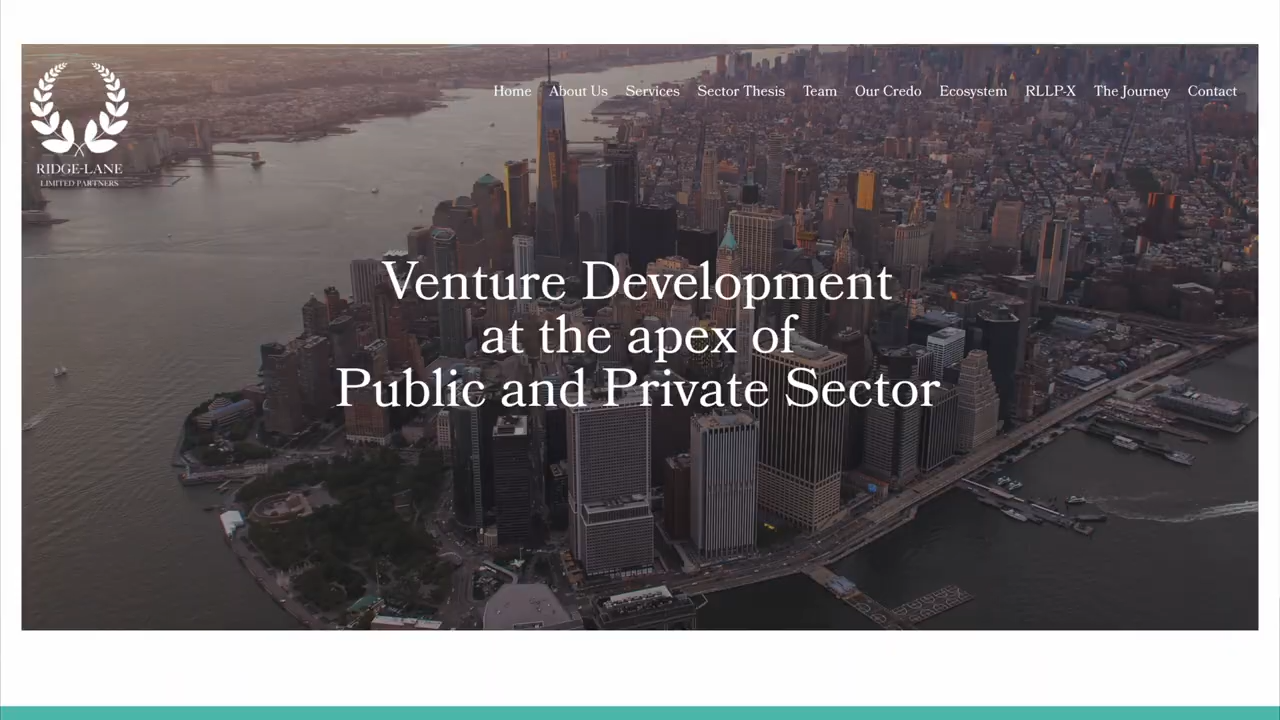 Home About Us Services Sector Thesis Team Our Credo Ecosystem RLLP-X The Journey Contact
RIDGE-LANE
LIMITED PARTNERS
Venture Development
at the apex of
Public and Private Sector